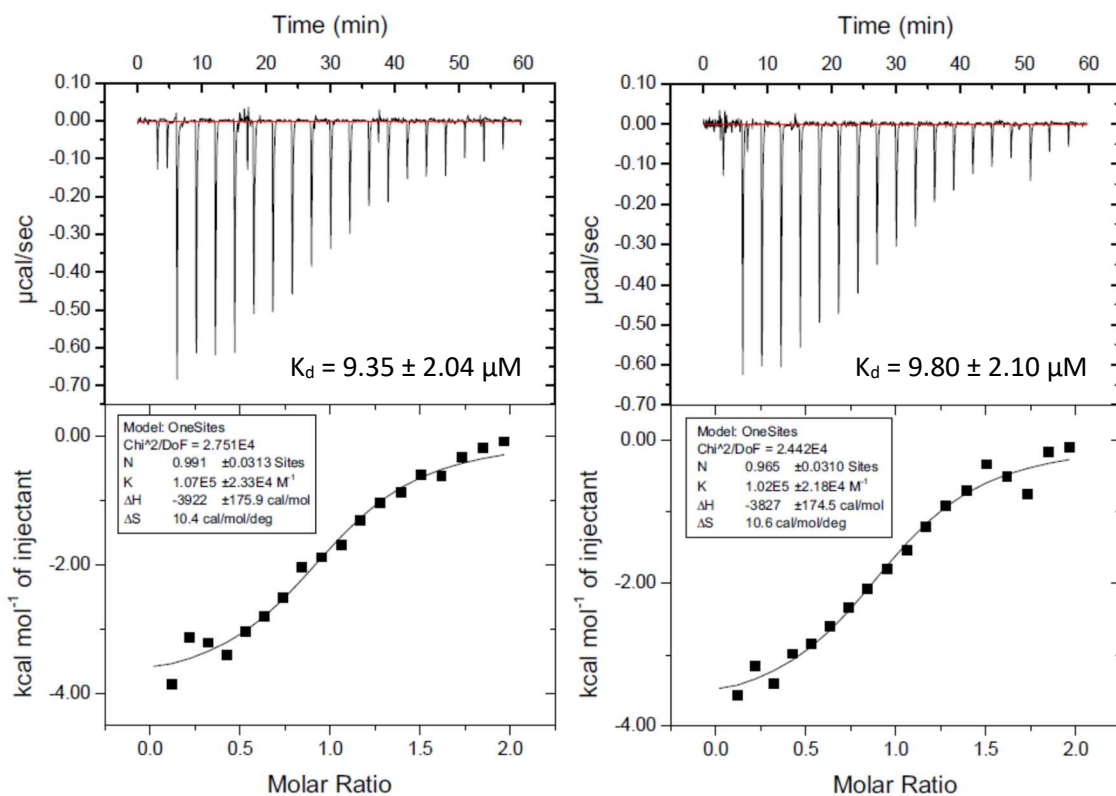 Time (min)
0 10 20 30 40 50 60
0.10
0.00
-0.10
-0.20
-0.30
-0.40
-0.50
-0.60
-0.70
µcal/sec
Kd = 9.35 ± 2.04 µM
Model: OneSites
Chi^2/DoF = 2.751E4
N 0.991 ±0.0313 Sites
K 1.07E5 ±2.33E4 M⁻¹
ΔH -3922 ±175.9 cal/mol
ΔS 10.4 cal/mol/deg
0.00
-2.00
-4.00
kcal mol⁻¹ of injectant
0.0 0.5 1.0 1.5 2.0
Molar Ratio
Time (min)
0 10 20 30 40 50 60
0.10
0.00
-0.10
-0.20
-0.30
-0.40
-0.50
-0.60
-0.70
µcal/sec
Kd = 9.80 ± 2.10 µM
Model: OneSites
Chi^2/DoF = 2.442E4
N 0.965 ±0.0310 Sites
K 1.02E5 ±2.18E4 M⁻¹
ΔH -3827 ±174.5 cal/mol
ΔS 10.6 cal/mol/deg
0.00
-2.00
-4.00
kcal mol⁻¹ of injectant
0.0 0.5 1.0 1.5 2.0
Molar Ratio